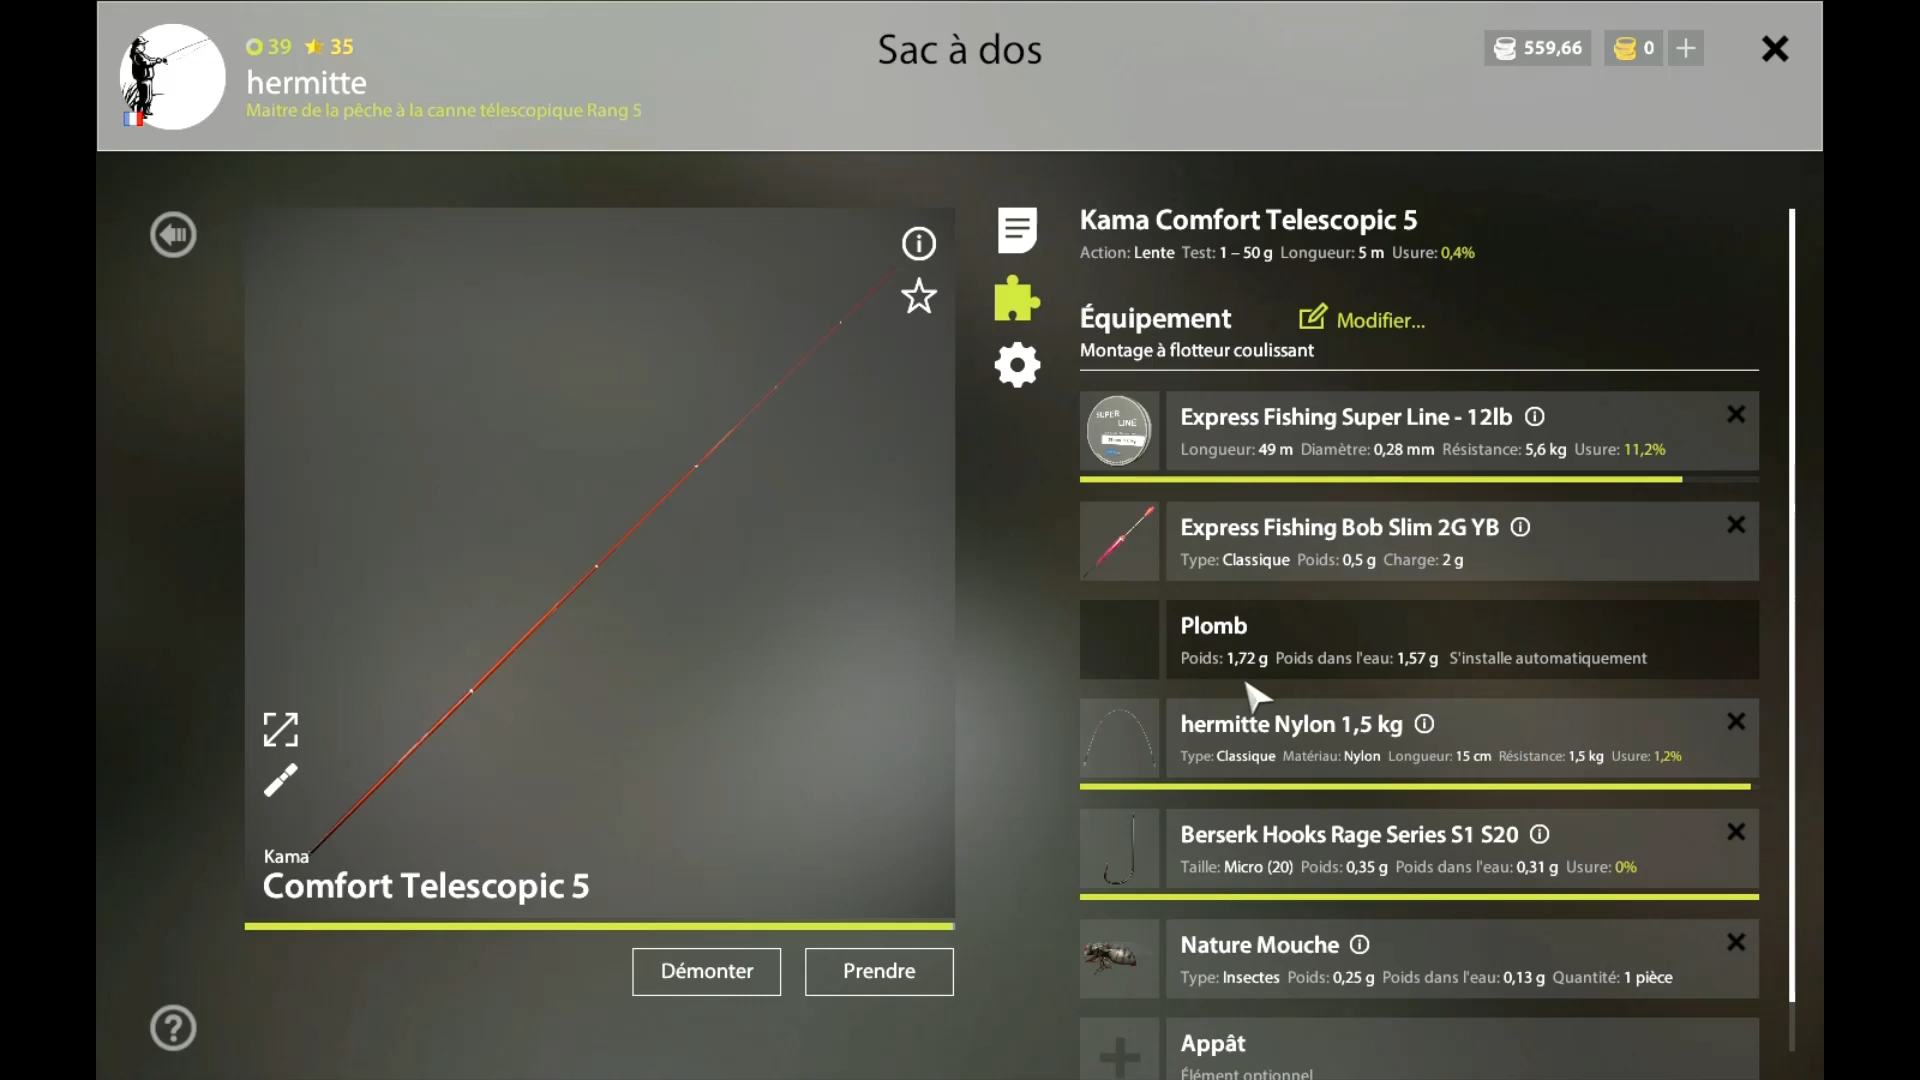 39 35
hermitte
Maitre de la pêche à la canne télescopique Rang 5
Sac à dos
559,66
0
Kama Comfort Telescopic 5
Action: Lente Test: 1 – 50 g Longueur: 5 m Usure: 0,4%
Équipement
Modifier...
Montage à flotteur coulissant
SUPER
LINE
Express Fishing Super Line - 12lb
Longueur: 49 m Diamètre: 0,28 mm Résistance: 5,6 kg Usure: 11,2%
Express Fishing Bob Slim 2G YB
Type: Classique Poids: 0,5 g Charge: 2 g
Plomb
Poids: 1,72 g Poids dans l'eau: 1,57 g S'installe automatiquement
hermitte Nylon 1,5 kg
Type: Classique Matériau: Nylon Longueur: 15 cm Résistance: 1,5 kg Usure: 1,2%
Berserk Hooks Rage Series S1 S20
Taille: Micro (20) Poids: 0,35 g Poids dans l'eau: 0,31 g Usure: 0%
Nature Mouche
Type: Insectes Poids: 0,25 g Poids dans l'eau: 0,13 g Quantité: 1 pièce
Appât
Élément optionnel
Kama
Comfort Telescopic 5
Démonter
Prendre